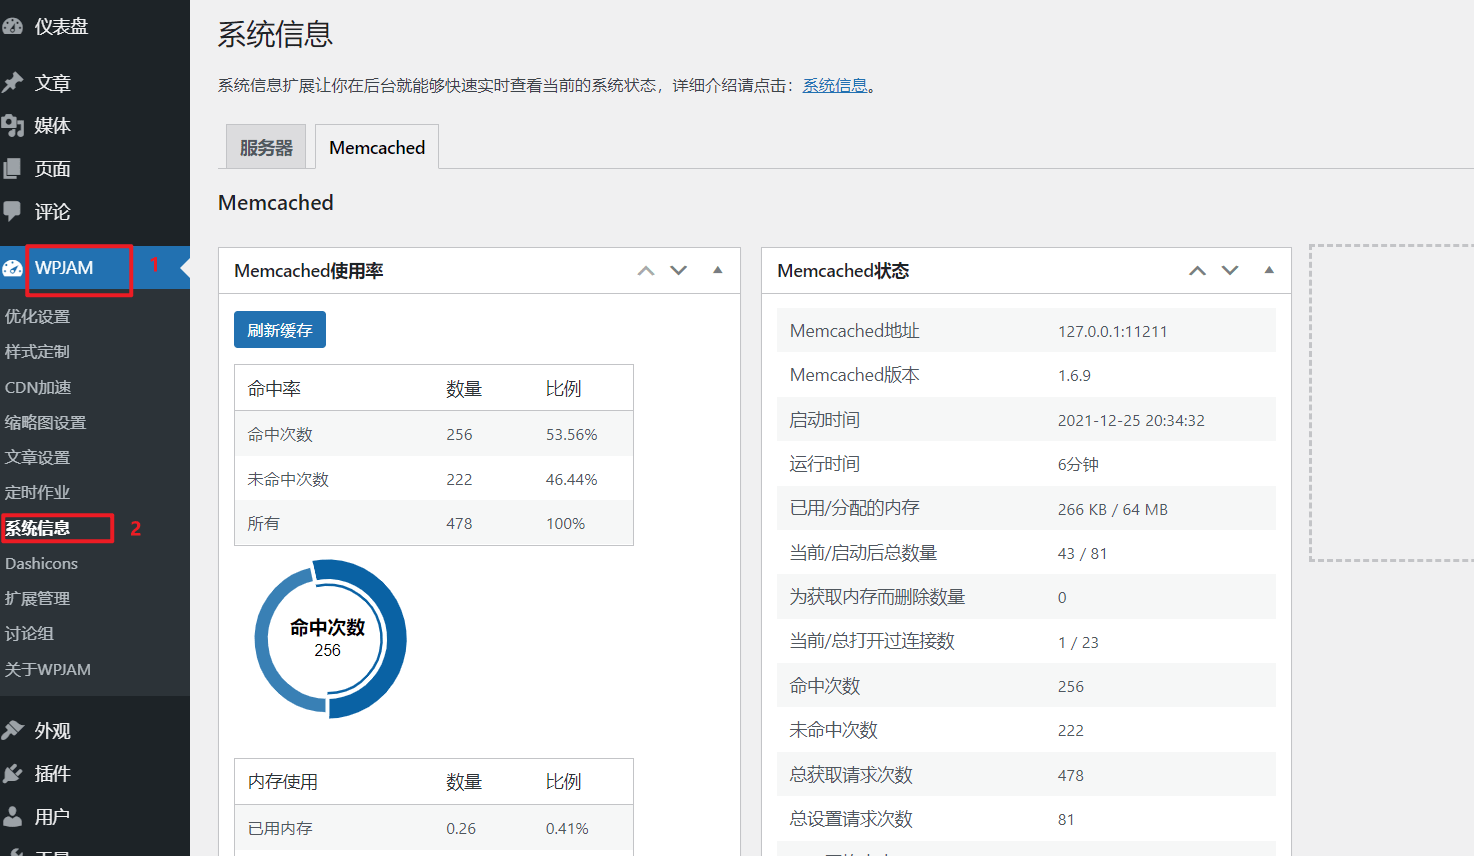 仪表盘
文章
媒体
页面
评论
WPJAM
1
优化设置
样式定制
CDN加速
缩略图设置
文章设置
定时作业
系统信息
2
Dashicons
扩展管理
讨论组
关于WPJAM
外观
插件
用户
工具
系统信息
系统信息扩展让你在后台就能够快速实时查看当前的系统状态，详细介绍请点击：系统信息。
服务器 Memcached
Memcached
Memcached使用率
刷新缓存
命中率 数量 比例
命中次数 256 53.56%
未命中次数 222 46.44%
所有 478 100%
命中次数
256
内存使用 数量 比例
已用内存 0.26 0.41%
Memcached状态
Memcached地址 127.0.0.1:11211
Memcached版本 1.6.9
启动时间 2021-12-25 20:34:32
运行时间 6分钟
已用/分配的内存 266 KB / 64 MB
当前/启动后总数量 43 / 81
为获取内存而删除数量 0
当前/总打开过连接数 1 / 23
命中次数 256
未命中次数 222
总获取请求次数 478
总设置请求次数 81